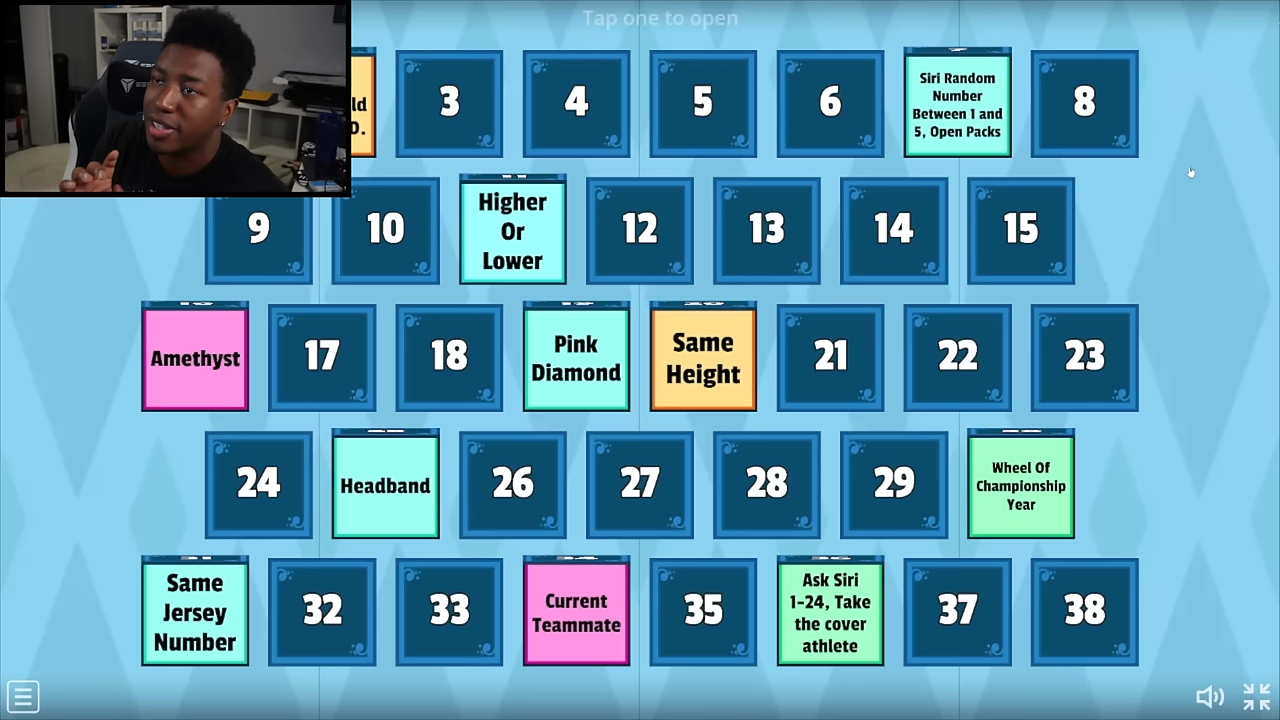 Tap one to open
ld
D.
3
4
5
6
Siri Random
Number
Between 1 and
5, Open Packs
8
9
10
Higher
Or
Lower
12
13
14
15
Amethyst
17
18
Pink
Diamond
Same
Height
21
22
23
24
Headband
26
27
28
29
Wheel Of
Championship
Year
Same
Jersey
Number
32
33
Current
Teammate
35
Ask Siri
1-24, Take
the cover
athlete
37
38